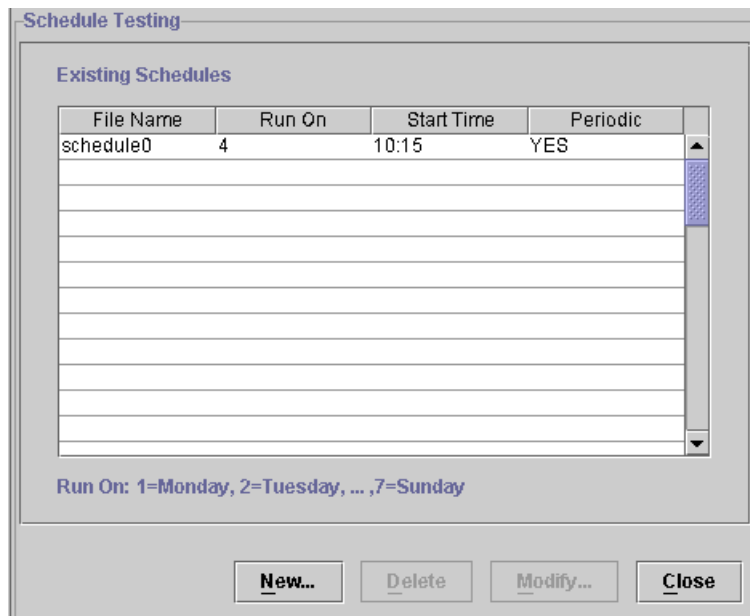 Schedule Testing
Existing Schedules
File Name Run On Start Time Periodic
schedule0 4 10:15 YES
Run On: 1=Monday, 2=Tuesday, ... ,7=Sunday
New... Delete Modify... Close